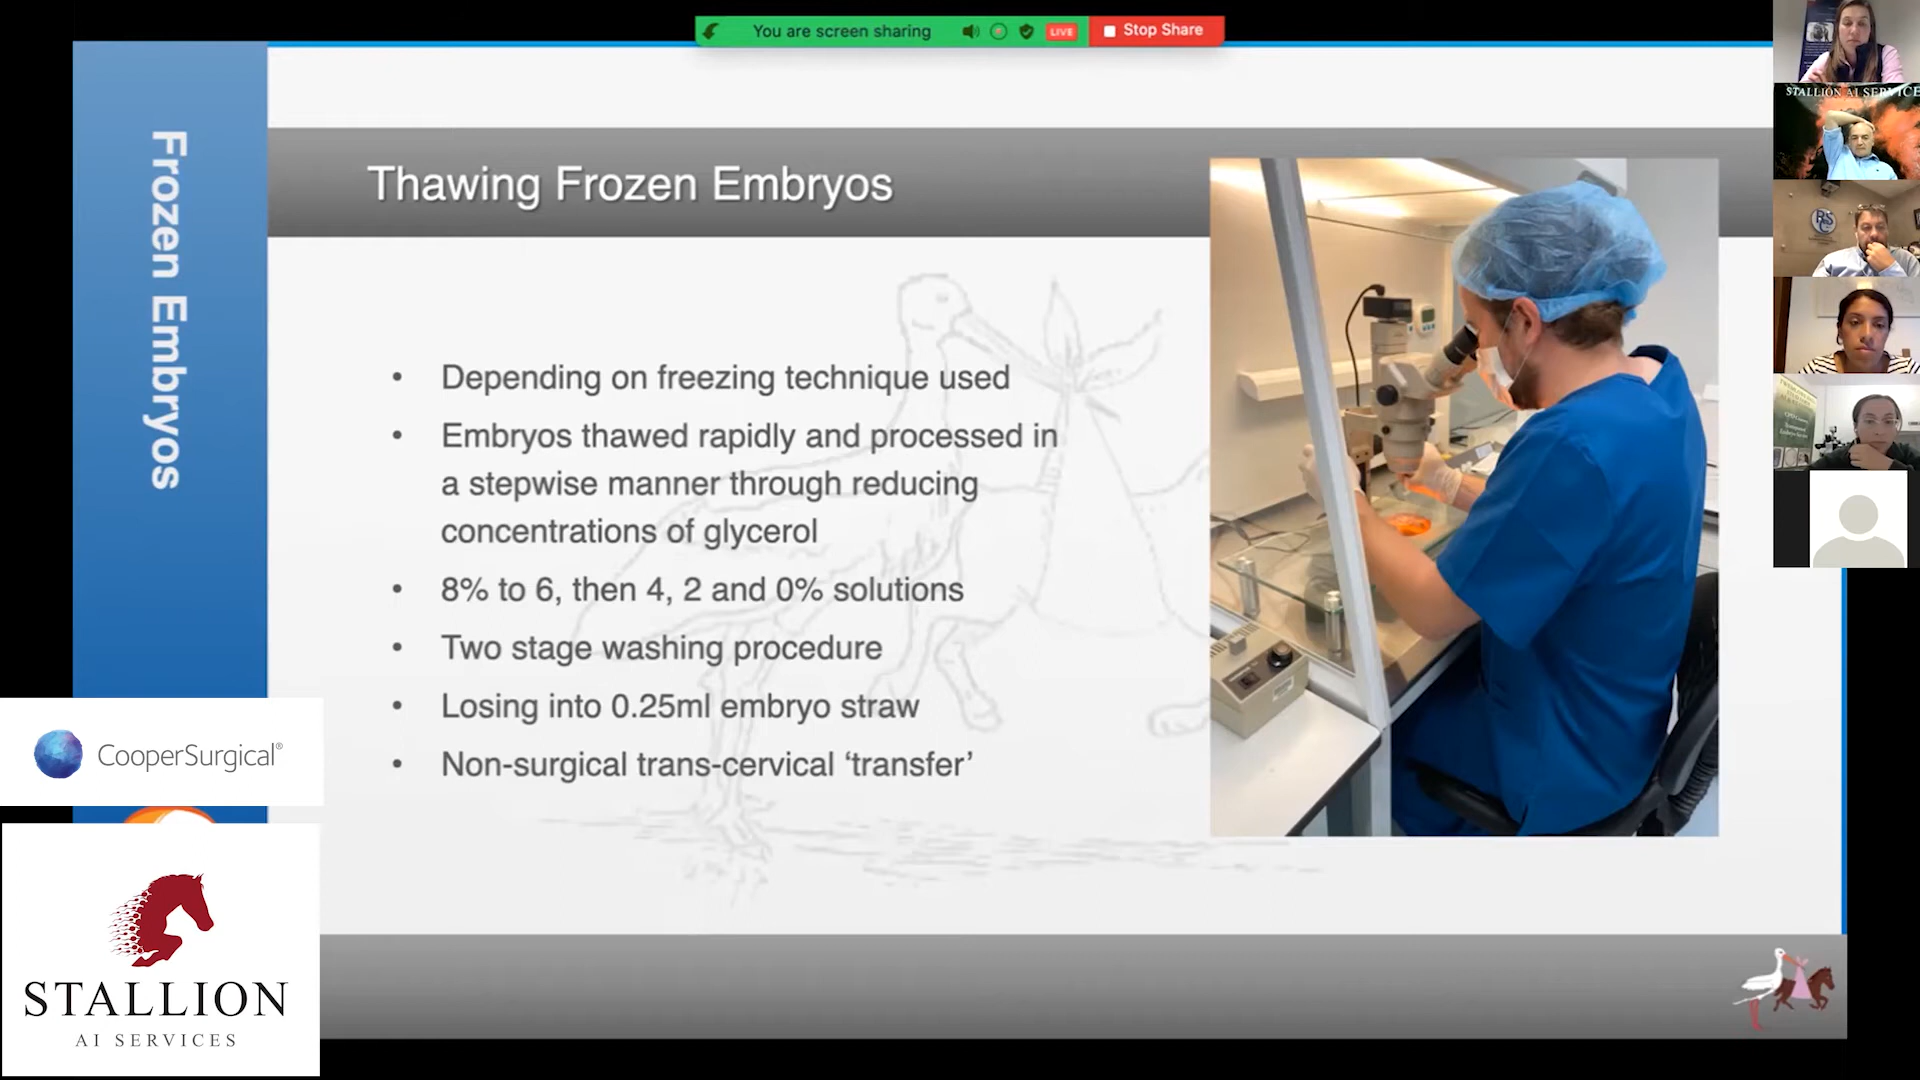 You are screen sharing
LIVE
Stop Share
STALLION AI SERVICE
Frozen Embryos
Thawing Frozen Embryos
• Depending on freezing technique used
• Embryos thawed rapidly and processed in
a stepwise manner through reducing
concentrations of glycerol
• 8% to 6, then 4, 2 and 0% solutions
• Two stage washing procedure
• Losing into 0.25ml embryo straw
• Non-surgical trans-cervical ‘transfer’
CooperSurgical®
STALLION
AI SERVICES